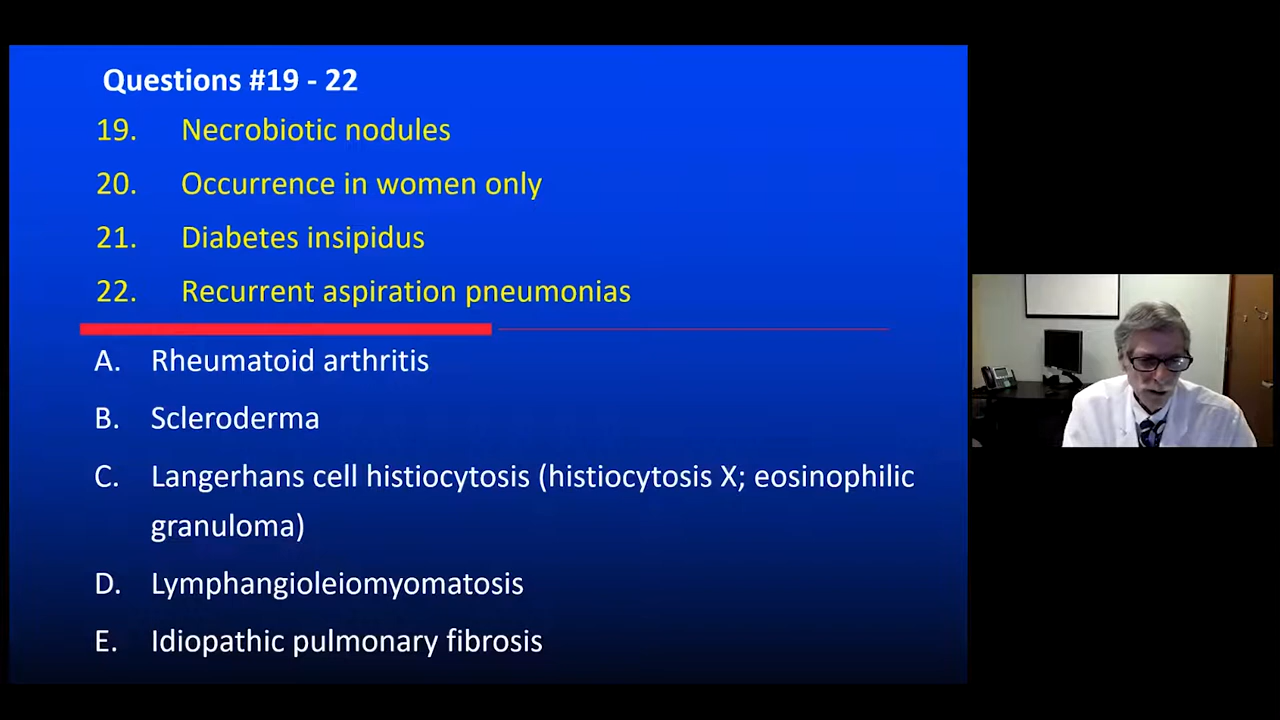 Questions #19 - 22
19. Necrobiotic nodules
20. Occurrence in women only
21. Diabetes insipidus
22. Recurrent aspiration pneumonias
A. Rheumatoid arthritis
B. Scleroderma
C. Langerhans cell histiocytosis (histiocytosis X; eosinophilic
granuloma)
D. Lymphangioleiomyomatosis
E. Idiopathic pulmonary fibrosis